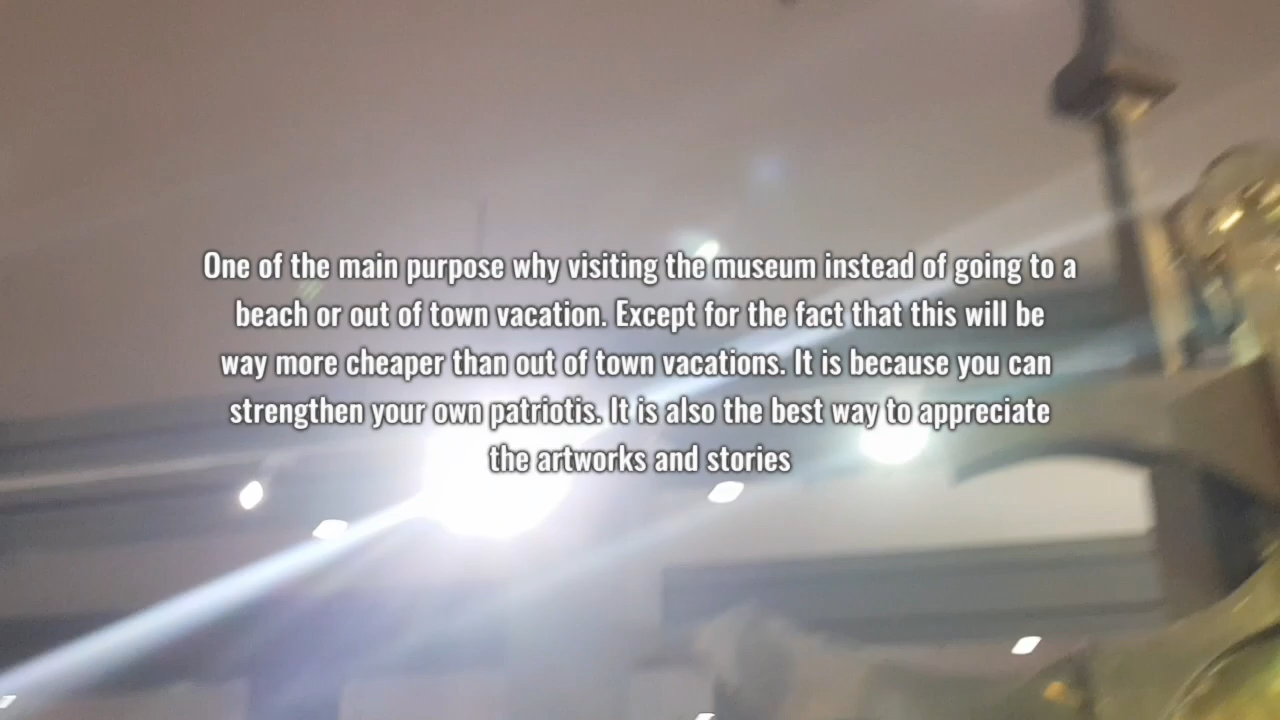 One of the main purpose why visiting the museum instead of going to a
beach or out of town vacation. Except for the fact that this will be
way more cheaper than out of town vacations. It is because you can
strengthen your own patriotis. It is also the best way to appreciate
the artworks and stories